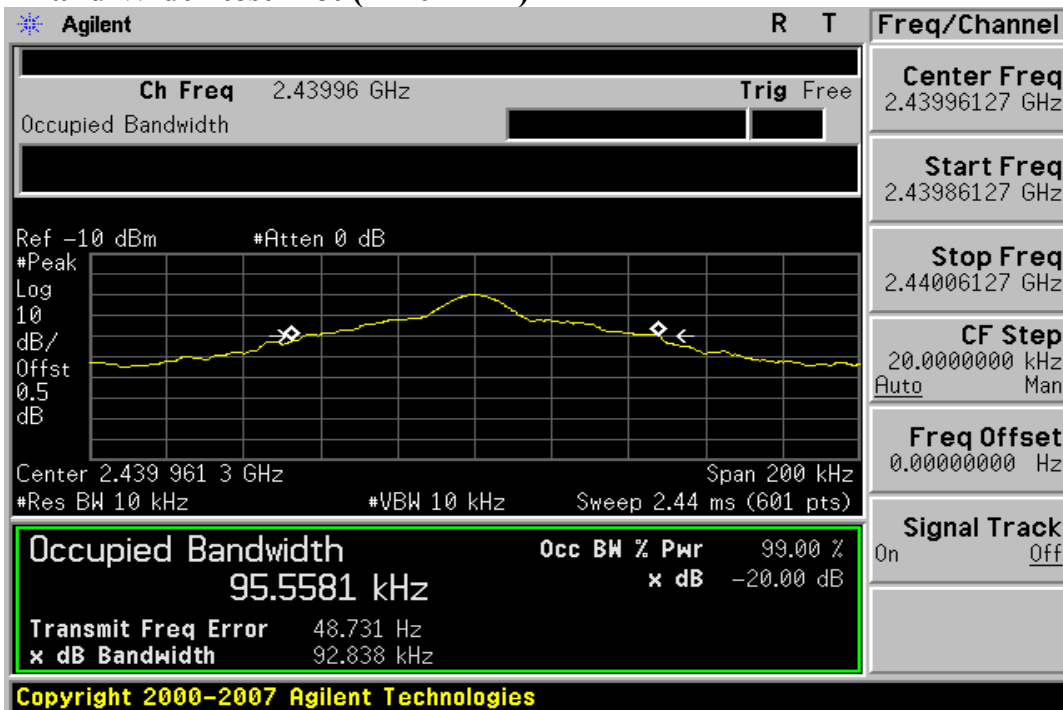 Agilent
R T
Freq/Channel
Ch Freq 2.43996 GHz
Trig Free
Occupied Bandwidth
Center Freq
2.43996127 GHz
Start Freq
2.43986127 GHz
Stop Freq
2.44006127 GHz
CF Step
20.0000000 kHz
Auto Man
Freq Offset
0.00000000 Hz
Signal Track
On Off
Ref -10 dBm #Atten 0 dB
#Peak
Log
10
dB/
Offst
0.5
dB
Center 2.439 961 3 GHz Span 200 kHz
#Res BW 10 kHz #VBW 10 kHz Sweep 2.44 ms (601 pts)
Occupied Bandwidth
95.5581 kHz
Occ BW % Pwr 99.00 %
x dB -20.00 dB
Transmit Freq Error 48.731 Hz
x dB Bandwidth 92.838 kHz
Copyright 2000-2007 Agilent Technologies